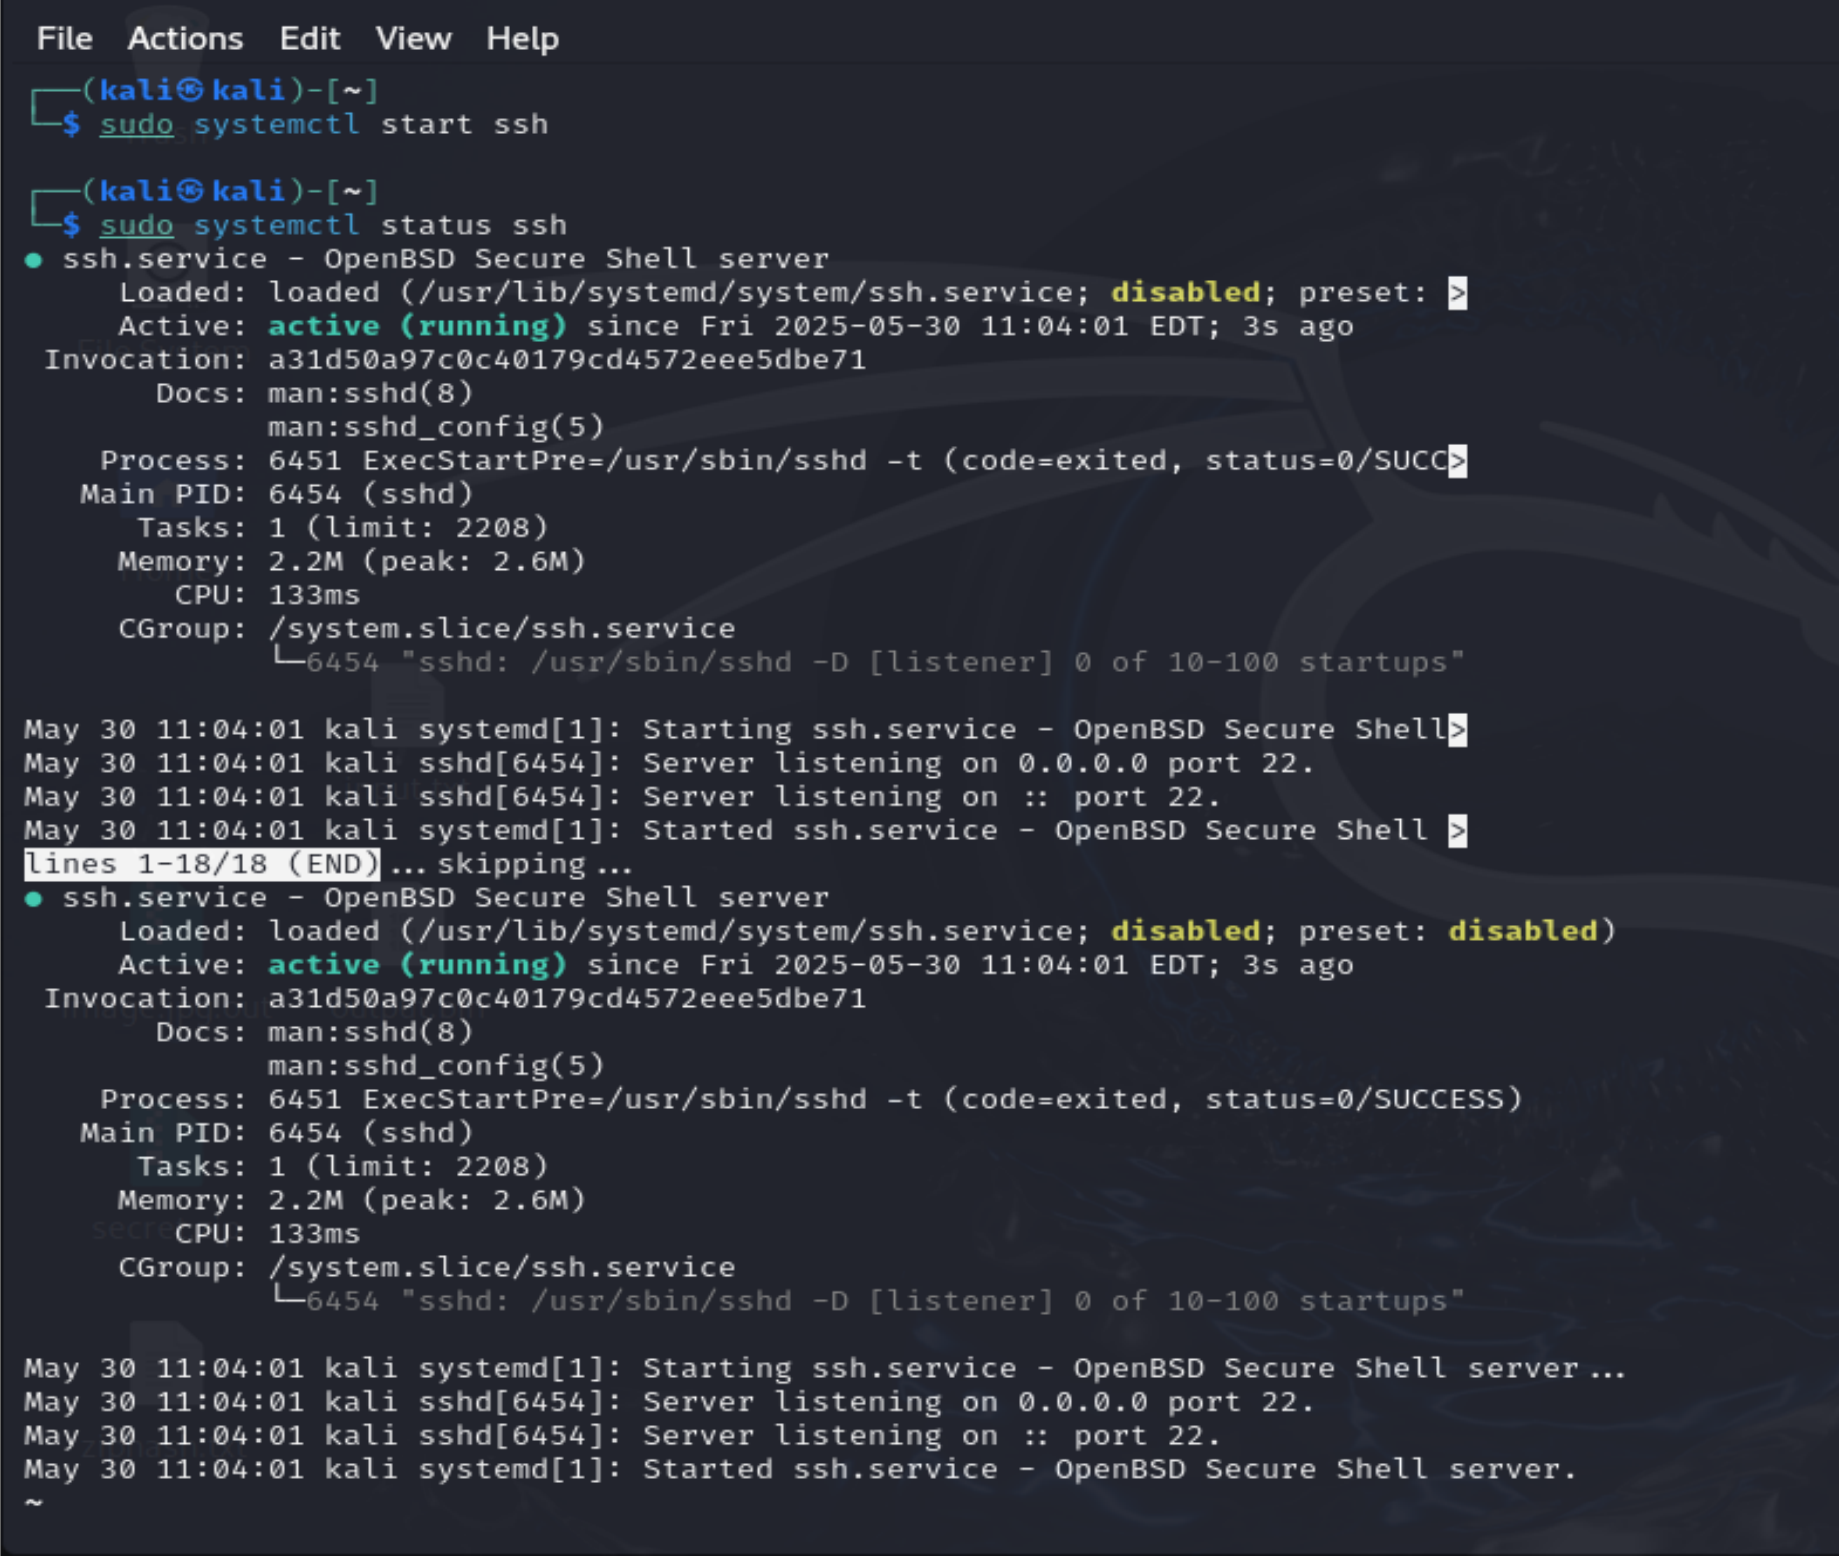 File Actions Edit View Help
┌──(kali㉿kali)-[~]
└─$ sudo systemctl start ssh
┌──(kali㉿kali)-[~]
└─$ sudo systemctl status ssh
● ssh.service - OpenBSD Secure Shell server
Loaded: loaded (/usr/lib/systemd/system/ssh.service; disabled; preset: >
Active: active (running) since Fri 2025-05-30 11:04:01 EDT; 3s ago
Invocation: a31d50a97c0c40179cd4572eee5dbe71
Docs: man:sshd(8)
man:sshd_config(5)
Process: 6451 ExecStartPre=/usr/sbin/sshd -t (code=exited, status=0/SUCC>
Main PID: 6454 (sshd)
Tasks: 1 (limit: 2208)
Memory: 2.2M (peak: 2.6M)
CPU: 133ms
CGroup: /system.slice/ssh.service
└─6454 "sshd: /usr/sbin/sshd -D [listener] 0 of 10-100 startups"
May 30 11:04:01 kali systemd[1]: Starting ssh.service - OpenBSD Secure Shell>
May 30 11:04:01 kali sshd[6454]: Server listening on 0.0.0.0 port 22.
May 30 11:04:01 kali sshd[6454]: Server listening on :: port 22.
May 30 11:04:01 kali systemd[1]: Started ssh.service - OpenBSD Secure Shell >
lines 1-18/18 (END)...skipping...
● ssh.service - OpenBSD Secure Shell server
Loaded: loaded (/usr/lib/systemd/system/ssh.service; disabled; preset: disabled)
Active: active (running) since Fri 2025-05-30 11:04:01 EDT; 3s ago
Invocation: a31d50a97c0c40179cd4572eee5dbe71
Docs: man:sshd(8)
man:sshd_config(5)
Process: 6451 ExecStartPre=/usr/sbin/sshd -t (code=exited, status=0/SUCCESS)
Main PID: 6454 (sshd)
Tasks: 1 (limit: 2208)
Memory: 2.2M (peak: 2.6M)
CPU: 133ms
CGroup: /system.slice/ssh.service
└─6454 "sshd: /usr/sbin/sshd -D [listener] 0 of 10-100 startups"
May 30 11:04:01 kali systemd[1]: Starting ssh.service - OpenBSD Secure Shell server...
May 30 11:04:01 kali sshd[6454]: Server listening on 0.0.0.0 port 22.
May 30 11:04:01 kali sshd[6454]: Server listening on :: port 22.
May 30 11:04:01 kali systemd[1]: Started ssh.service - OpenBSD Secure Shell server.
~